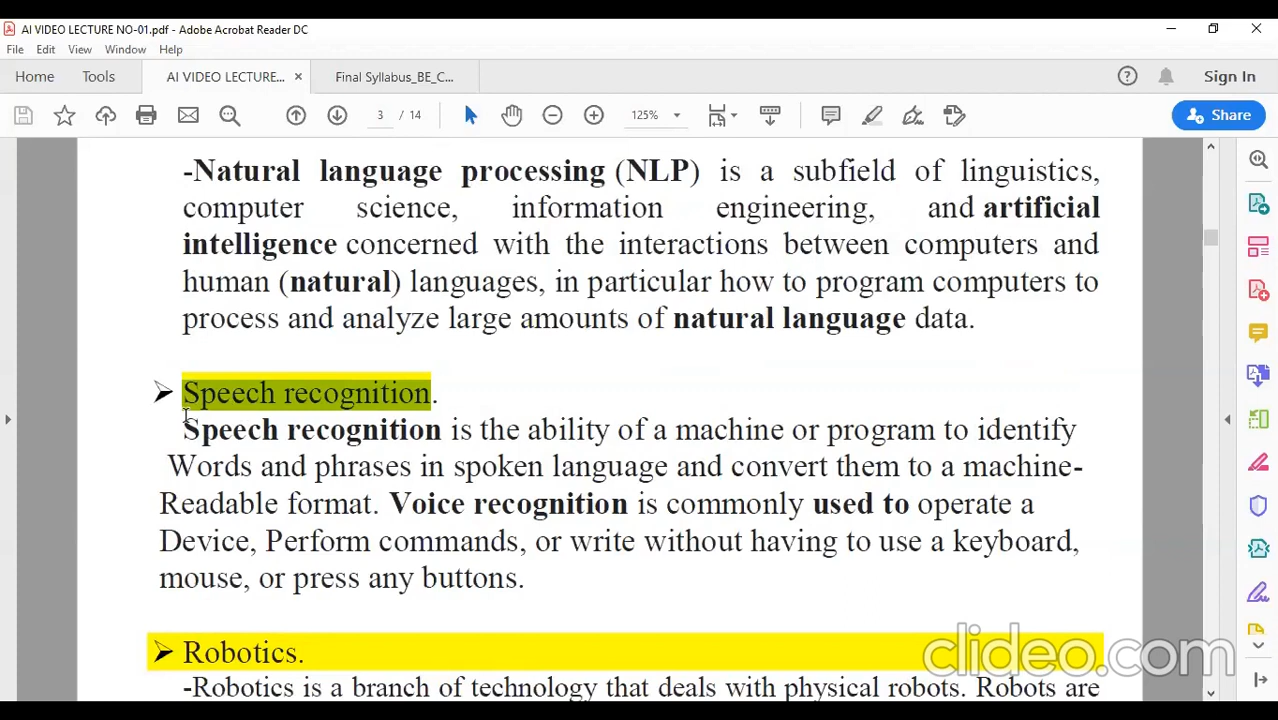 AI VIDEO LECTURE NO-01.pdf - Adobe Acrobat Reader DC
File Edit View Window Help
Home Tools AI VIDEO LECTURE... × Final Syllabus_BE_C... Sign In
3 / 14 125% Share
-Natural language processing (NLP) is a subfield of linguistics,
computer science, information engineering, and artificial
intelligence concerned with the interactions between computers and
human (natural) languages, in particular how to program computers to
process and analyze large amounts of natural language data.
➢ Speech recognition.
Speech recognition is the ability of a machine or program to identify
Words and phrases in spoken language and convert them to a machine-
Readable format. Voice recognition is commonly used to operate a
Device, Perform commands, or write without having to use a keyboard,
mouse, or press any buttons.
➢ Robotics.
-Robotics is a branch of technology that deals with physical robots. Robots are
clideo.com